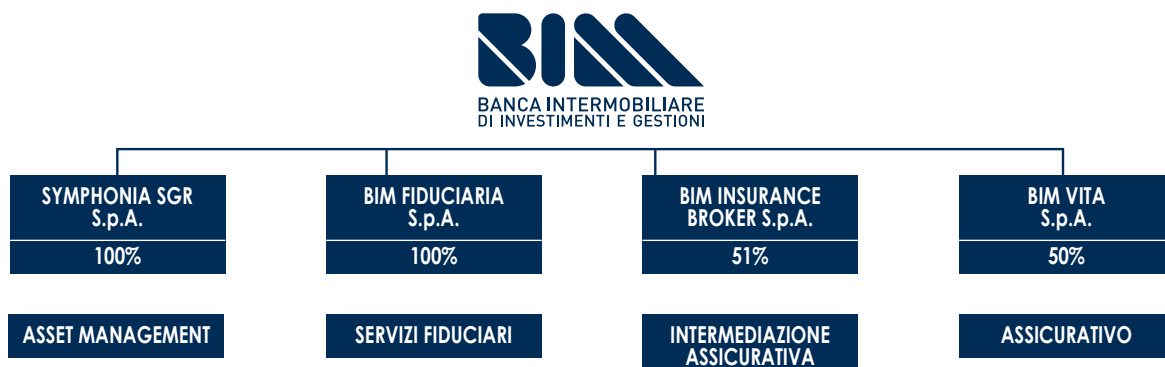 BIM
BANCA INTERMOBILIARE
DI INVESTIMENTI E GESTIONI
SYMPHONIA SGR
S.p.A.
100%
BIM FIDUCIARIA
S.p.A.
100%
BIM INSURANCE
BROKER S.p.A.
51%
BIM VITA
S.p.A.
50%
ASSET MANAGEMENT
SERVIZI FIDUCIARI
INTERMEDIAZIONE
ASSICURATIVA
ASSICURATIVO